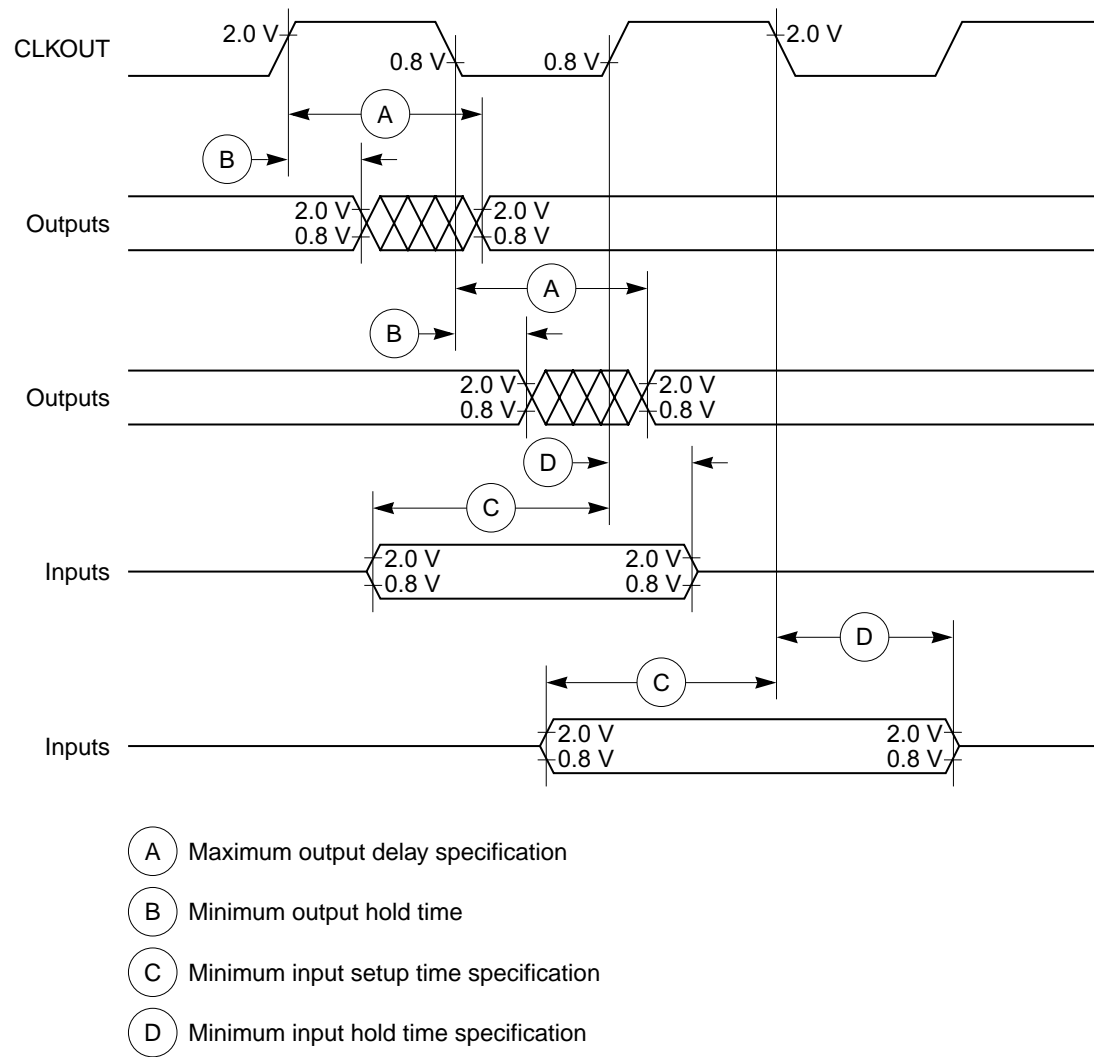 CLKOUT 2.0 V 0.8 V 0.8 V 2.0 V
A
B
Outputs 2.0 V 2.0 V
0.8 V 0.8 V
A
B
Outputs 2.0 V 2.0 V
0.8 V 0.8 V
D
C
Inputs 2.0 V 2.0 V
0.8 V 0.8 V
D
C
Inputs 2.0 V 2.0 V
0.8 V 0.8 V
A Maximum output delay specification
B Minimum output hold time
C Minimum input setup time specification
D Minimum input hold time specification